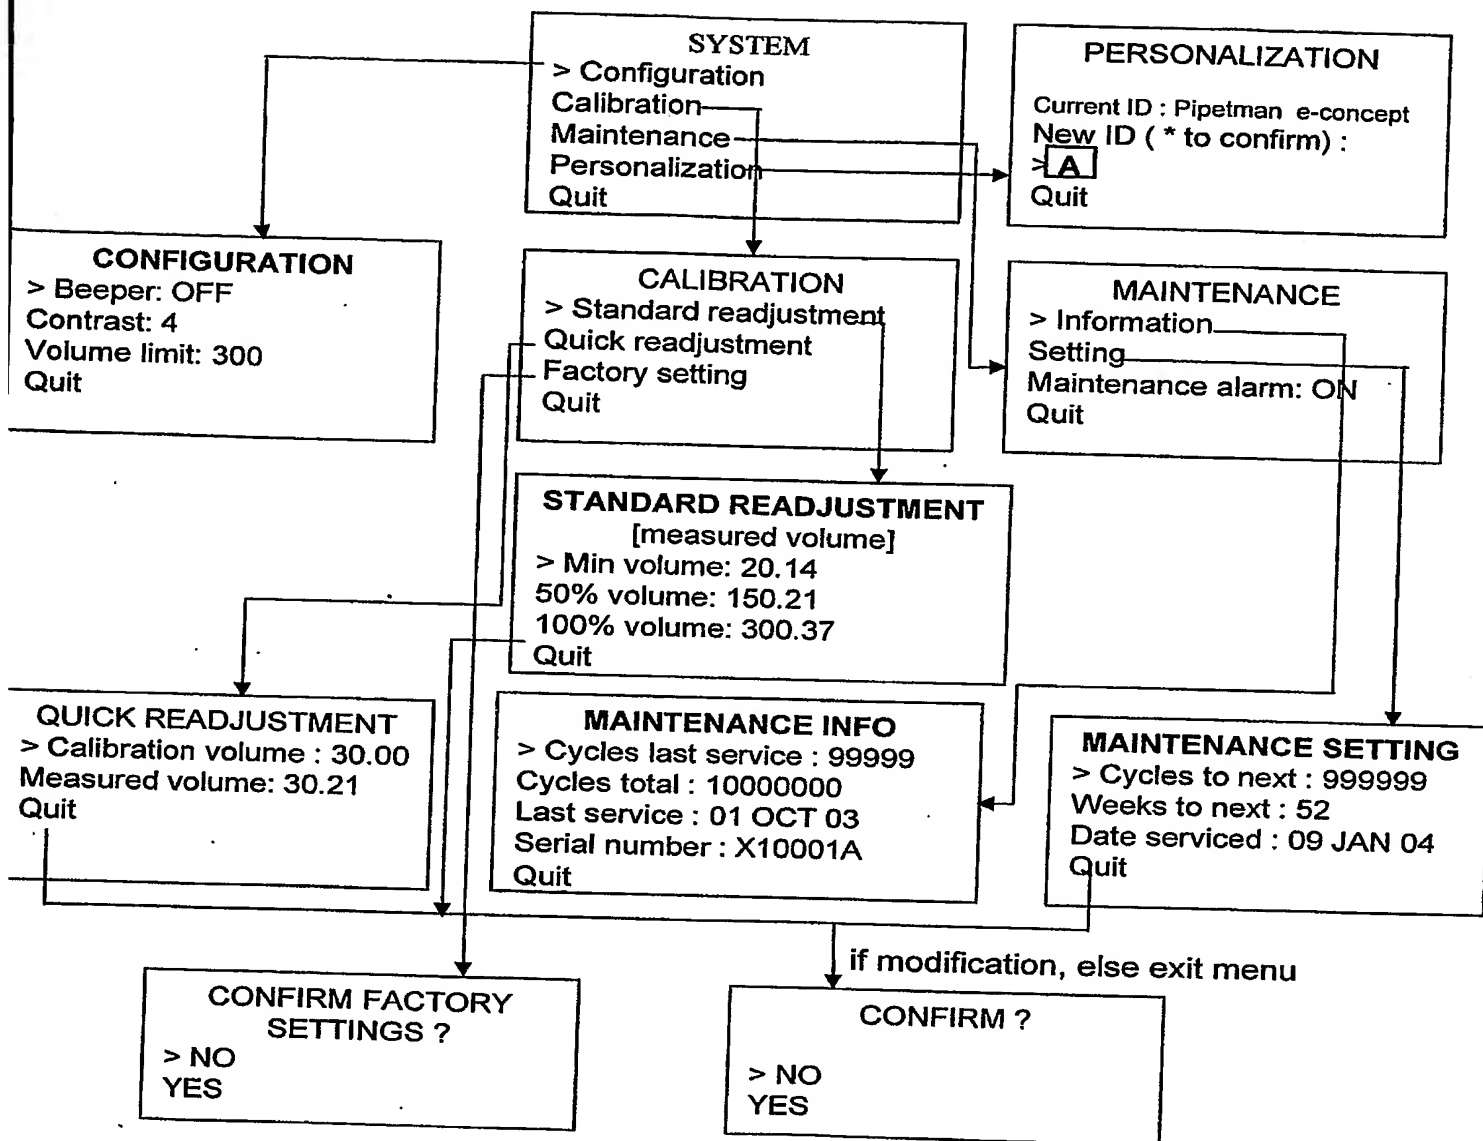 SYSTEM
> Configuration
Calibration
Maintenance
Personalization
Quit
PERSONALIZATION
Current ID : Pipetman e-concept
New ID ( * to confirm) :
> A
Quit
CONFIGURATION
> Beeper: OFF
Contrast: 4
Volume limit: 300
Quit
CALIBRATION
> Standard readjustment
Quick readjustment
Factory setting
Quit
MAINTENANCE
> Information
Setting
Maintenance alarm: ON
Quit
STANDARD READJUSTMENT
[measured volume]
> Min volume: 20.14
50% volume: 150.21
100% volume: 300.37
Quit
QUICK READJUSTMENT
> Calibration volume : 30.00
Measured volume: 30.21
Quit
MAINTENANCE INFO
> Cycles last service : 99999
Cycles total : 10000000
Last service : 01 OCT 03
Serial number : X10001A
Quit
MAINTENANCE SETTING
> Cycles to next : 999999
Weeks to next : 52
Date serviced : 09 JAN 04
Quit
if modification, else exit menu
CONFIRM FACTORY
SETTINGS ?
> NO
YES
CONFIRM ?
> NO
YES